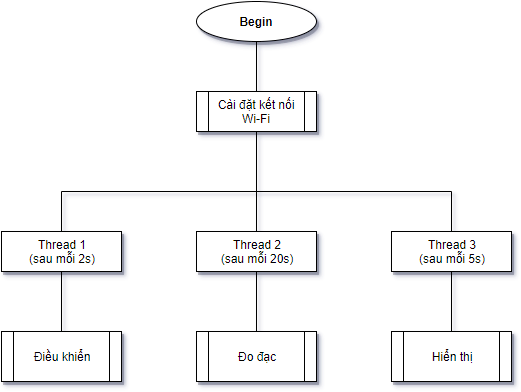 Begin
Cài đặt kết nối
Wi-Fi
Thread 1
(sau mỗi 2s)
Thread 2
(sau mỗi 20s)
Thread 3
(sau mỗi 5s)
Điều khiển
Đo đạc
Hiển thị